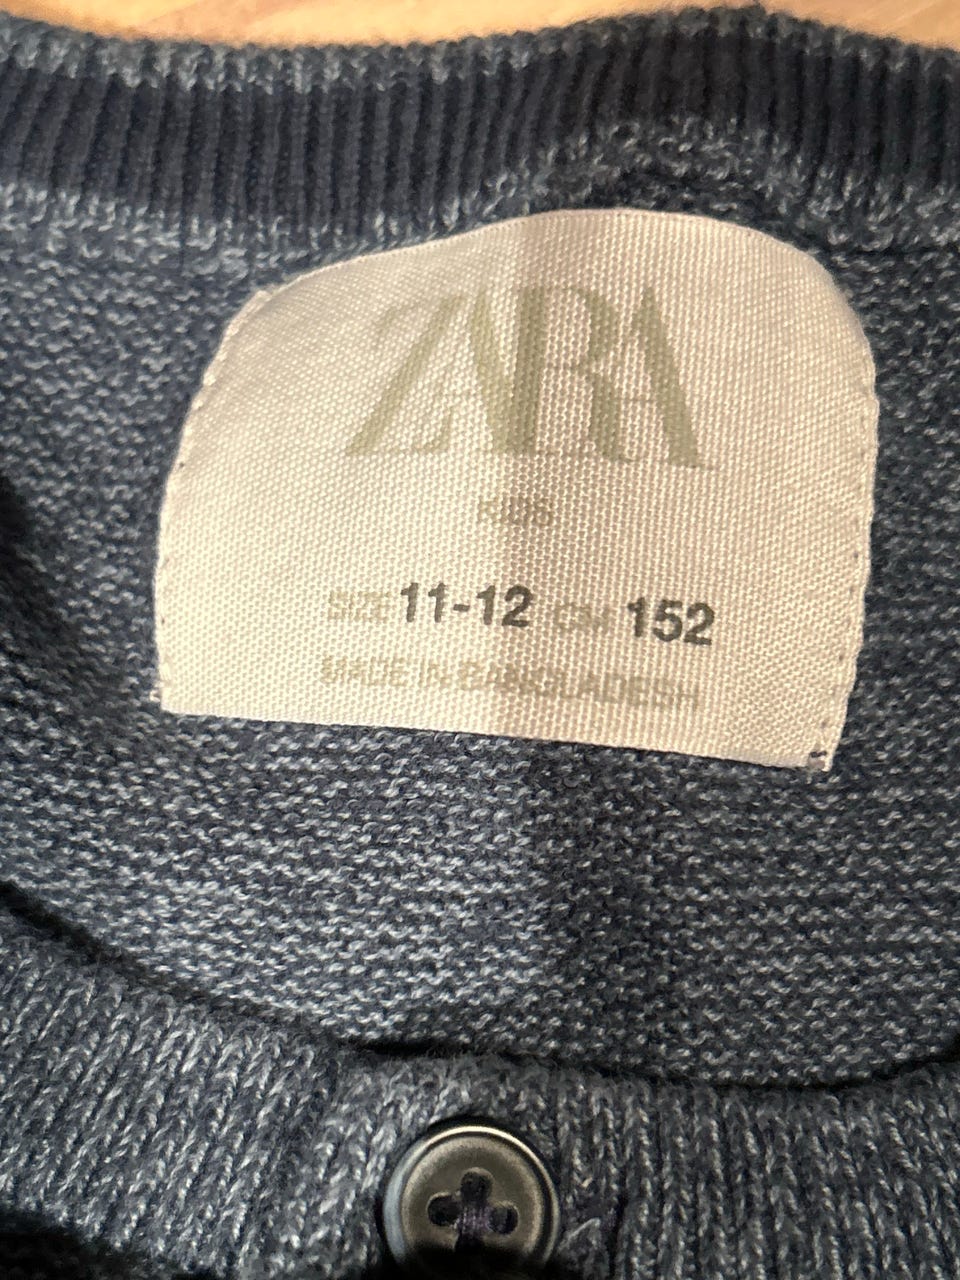 ZARA
KIDS
SIZE 11-12 CM 152
MADE IN BANGLADESH